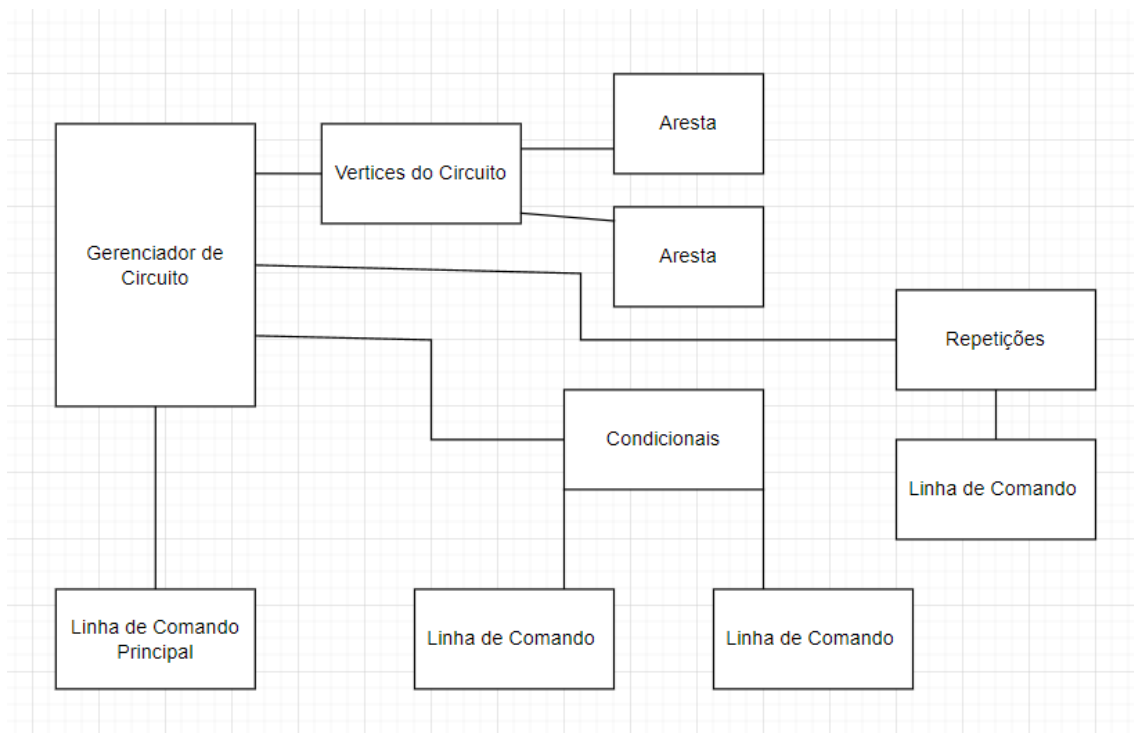 Aresta
Vertices do Circuito
Aresta
Gerenciador de
Circuito
Repetições
Condicionais
Linha de Comando
Linha de Comando
Principal
Linha de Comando
Linha de Comando